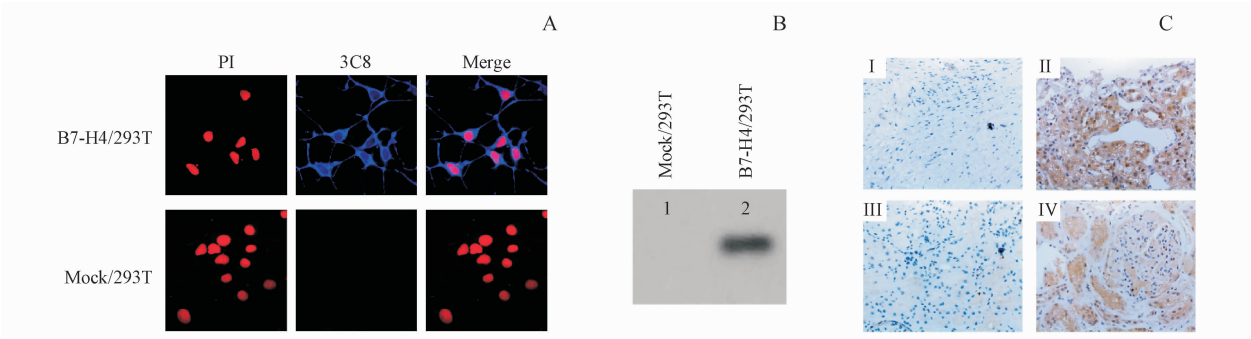 A
PI 3C8 Merge
B7-H4/293T
Mock/293T
B
Mock/293T
B7-H4/293T
1 2
C
I II
III IV